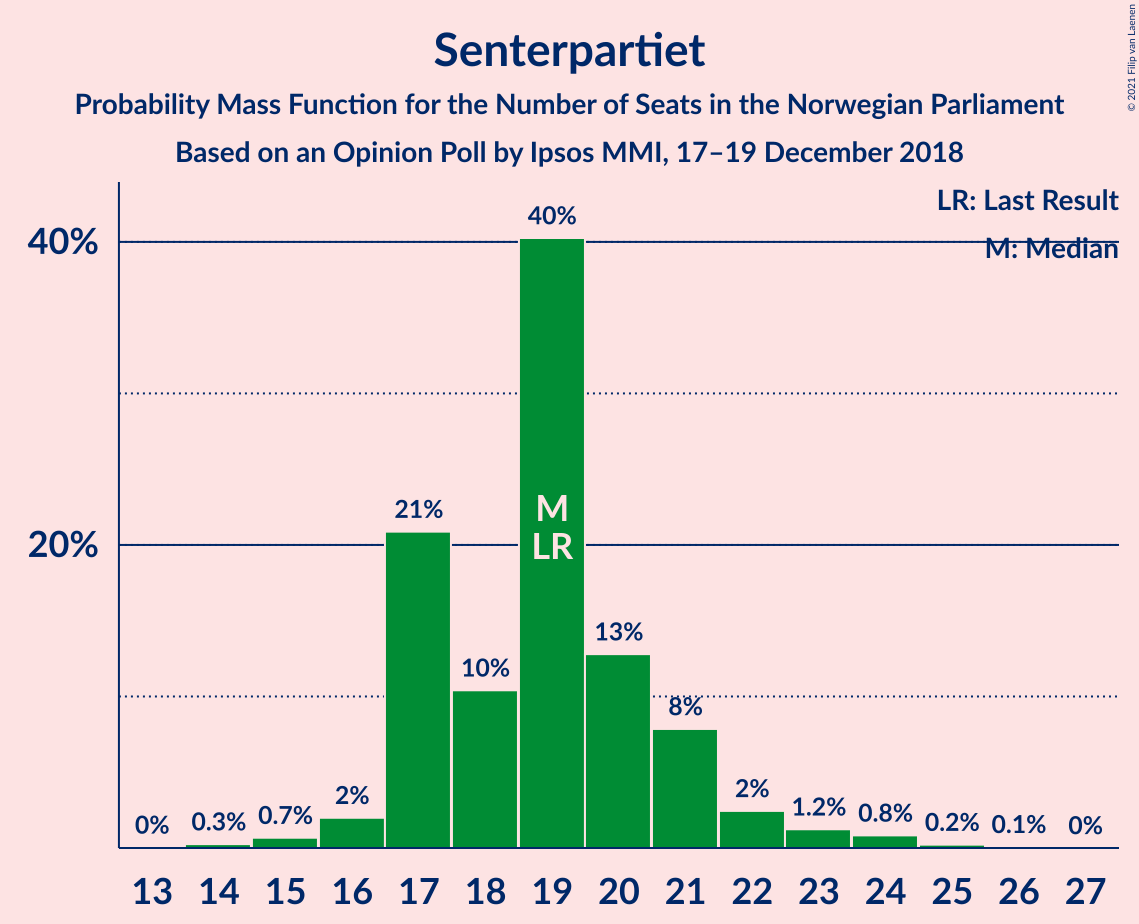 Senterpartiet
Probability Mass Function for the Number of Seats in the Norwegian Parliament
Based on an Opinion Poll by Ipsos MMI, 17–19 December 2018
© 2021 Filip van Laenen
LR: Last Result
M: Median
40%
20%
0%
0.3%
0.7%
2%
21%
10%
40%
M
LR
13%
8%
2%
1.2%
0.8%
0.2%
0.1%
0%
13 14 15 16 17 18 19 20 21 22 23 24 25 26 27